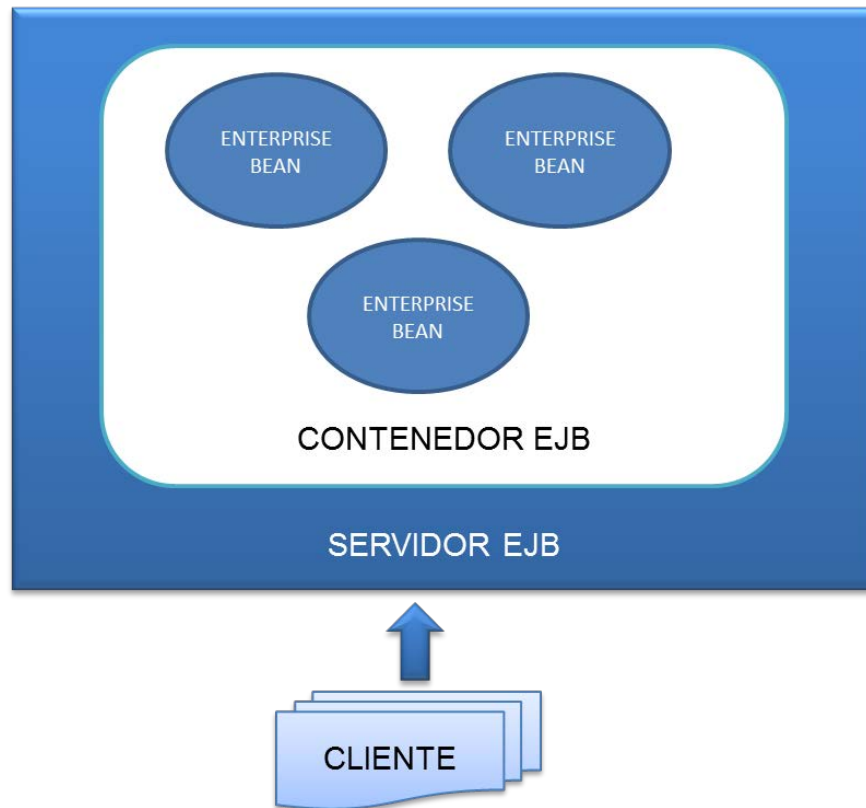 ENTERPRISE
BEAN
ENTERPRISE
BEAN
ENTERPRISE
BEAN
CONTENEDOR EJB
SERVIDOR EJB
CLIENTE